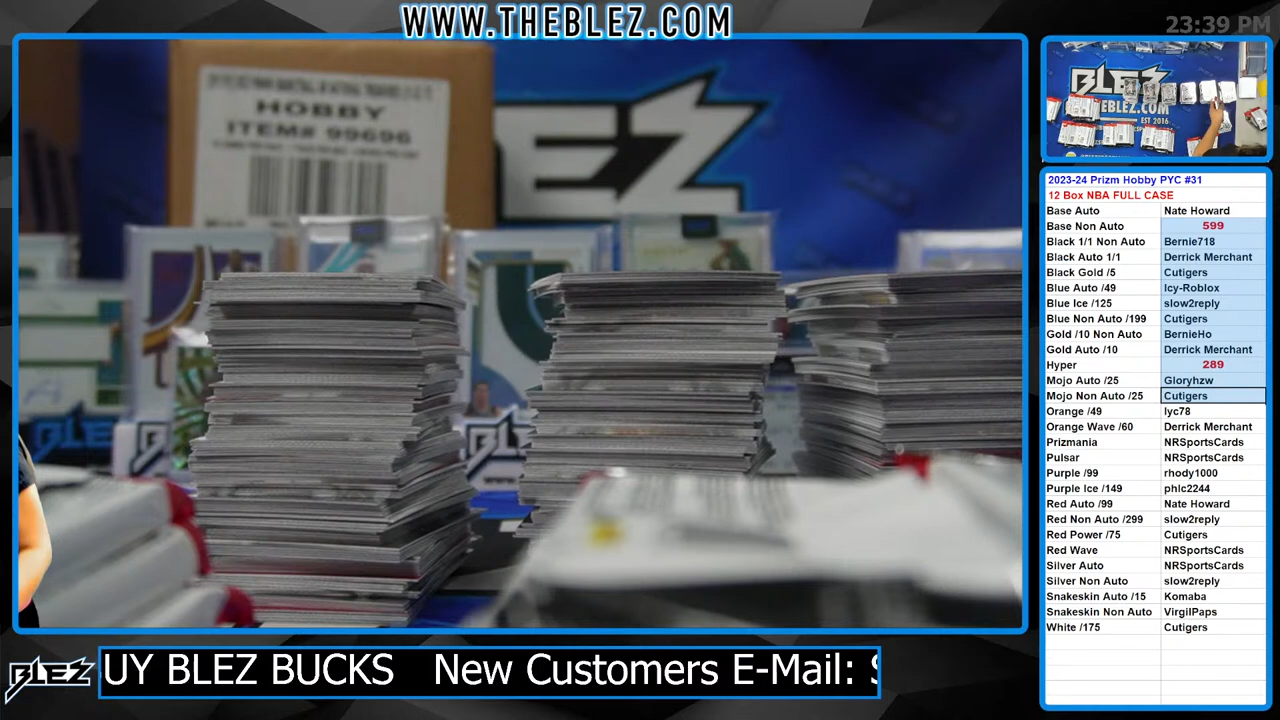 WWW.THEBLEZ.COM
23:39 PM
HOBBY
ITEM# 99696
EZ
BLEZ
EBLEZ.COM
EST 2016
2023-24 Prizm Hobby PYC #31
12 Box NBA FULL CASE
Base Auto Nate Howard
Base Non Auto 599
Black 1/1 Non Auto Bernie718
Black Auto 1/1 Derrick Merchant
Black Gold /5 Cutigers
Blue Auto /49 Icy-Roblox
Blue Ice /125 slow2reply
Blue Non Auto /199 Cutigers
Gold /10 Non Auto BernieHo
Gold Auto /10 Derrick Merchant
Hyper 289
Mojo Auto /25 Gloryhzw
Mojo Non Auto /25 Cutigers
Orange /49 lyc78
Orange Wave /60 Derrick Merchant
Prizmania NRSportsCards
Pulsar NRSportsCards
Purple /99 rhody1000
Purple Ice /149 phlc2244
Red Auto /99 Nate Howard
Red Non Auto /299 slow2reply
Red Power /75 Cutigers
Red Wave NRSportsCards
Silver Auto NRSportsCards
Silver Non Auto slow2reply
Snakeskin Auto /15 Komaba
Snakeskin Non Auto VirgilPaps
White /175 Cutigers
BLEZ
UY BLEZ BUCKS New Customers E-Mail: S